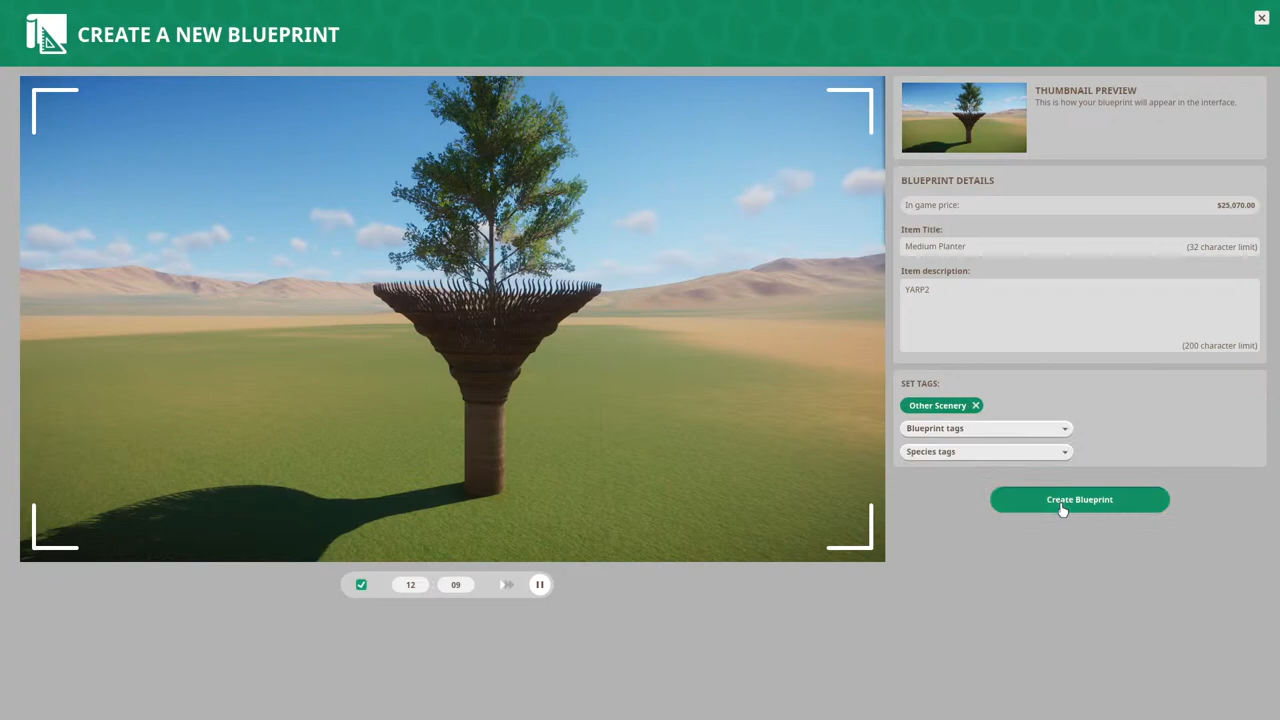 CREATE A NEW BLUEPRINT
THUMBNAIL PREVIEW
This is how your blueprint will appear in the interface.
BLUEPRINT DETAILS
In game price: $25,070.00
Item Title:
Medium Planter (32 character limit)
Item description:
YARP2
(200 character limit)
SET TAGS:
Other Scenery
Blueprint tags
Species tags
Create Blueprint
12 09